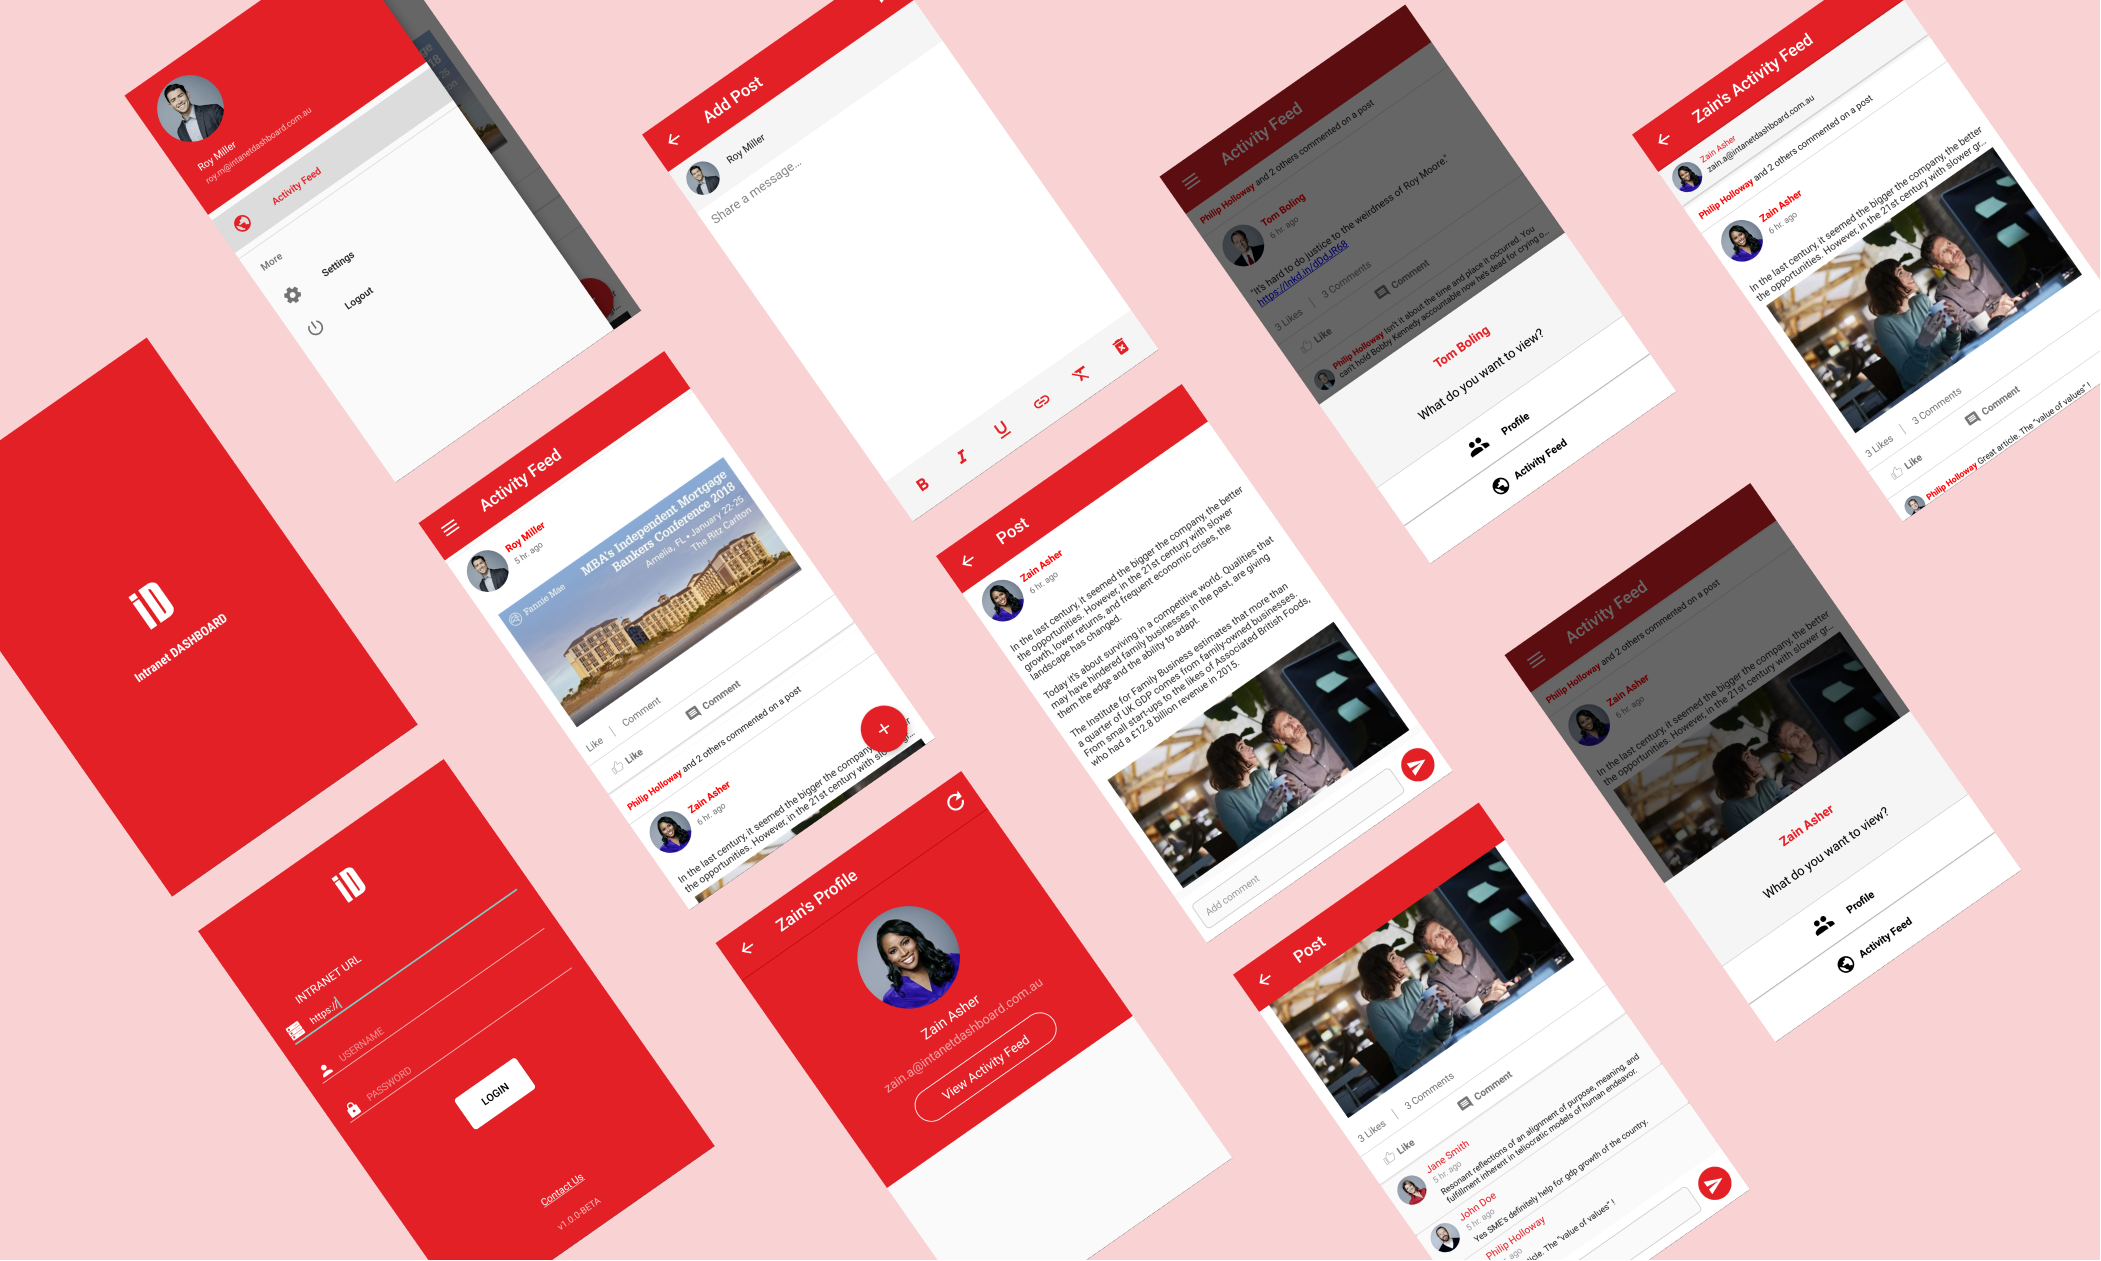 Roy Miller
roy.m@intanetdashboard.com.au
Activity Feed
More
Settings
Logout
iD
Intranet DASHBOARD
iD
INTRANET URL
https://
USERNAME
PASSWORD
LOGIN
Contact Us
v1.0.0-BETA
Add Post
Roy Miller
Share a message...
B I U
Activity Feed
Roy Miller
5 hr. ago
Fannie Mae
MBA's Independent Mortgage
Bankers Conference 2018
Amelia, FL • January 22-25
The Ritz Carlton
Like | Comment
Like
Comment
Philip Holloway and 2 others commented on a post
Zain Asher
6 hr. ago
In the last century, it seemed the bigger the company,
the opportunities. However, in the 21st century with slo
Zain's Profile
Zain Asher
zain.a@intanetdashboard.com.au
View Activity Feed
Post
Zain Asher
6 hr. ago
In the last century, it seemed the bigger the company, the better
the opportunities. However, in the 21st century with slower
growth, lower returns, and frequent economic crises, the
landscape has changed.
Today it's about surviving in a competitive world. Qualities that
may have hindered family businesses in the past, are giving
them the edge and the ability to adapt.
The Institute for Family Business estimates that more than
a quarter of UK GDP comes from family-owned businesses.
From small start-ups to the likes of Associated British Foods,
who had a £12.8 billion revenue in 2015.
Add comment
Activity Feed
Philip Holloway and 2 others commented on a post
Tom Boling
6 hr. ago
"It's hard to do justice to the weirdness of Roy Moore."
https://lnkd.in/dDdJR68
3 Likes | 3 Comments
Like
Comment
Philip Holloway Isn't it about the time and place it occurred. You
can't hold Bobby Kennedy accountable now he's dead for crying o...
Tom Boling
What do you want to view?
Profile
Activity Feed
Post
3 Likes | 3 Comments
Like
Comment
Jane Smith
5 hr. ago
Resonant reflections of an alignment of purpose, meaning, and
fulfillment inherent in teliocratic models of human endeavor.
John Doe
5 hr. ago
Yes SME's definitely help for gdp growth of the country.
Philip Holloway
ago
icle. The "value of values" !
Zain's Activity Feed
Zain Asher
zain.a@intanetdashboard.com.au
Philip Holloway and 2 others commented on a post
Zain Asher
6 hr. ago
In the last century, it seemed the bigger the company, the better
the opportunities. However, in the 21st century with slower gr...
3 Likes | 3 Comments
Like
Comment
Philip Holloway Great article. The "value of values" !
Activity Feed
Philip Holloway and 2 others commented on a post
Zain Asher
6 hr. ago
In the last century, it seemed the bigger the company, the better
the opportunities. However, in the 21st century with slower gr...
Zain Asher
What do you want to view?
Profile
Activity Feed